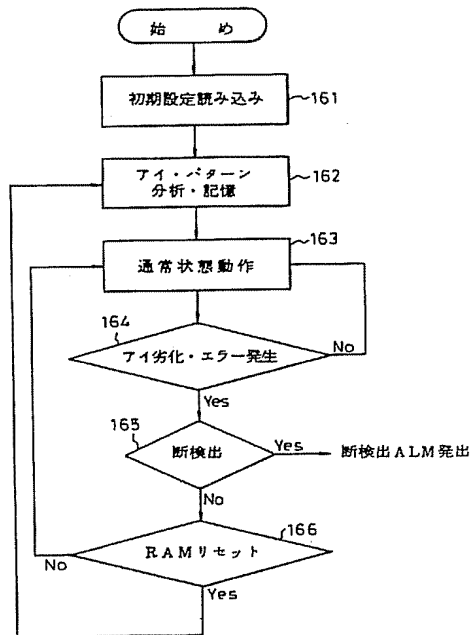 始 め
初期設定読み込み
161
アイ・パターン
分析・記憶
162
163
通常状態動作
164
アイ劣化・エラー発生
No
Yes
165
断検出
Yes
断検出ALM発出
No
166
RAMリセット
No
Yes